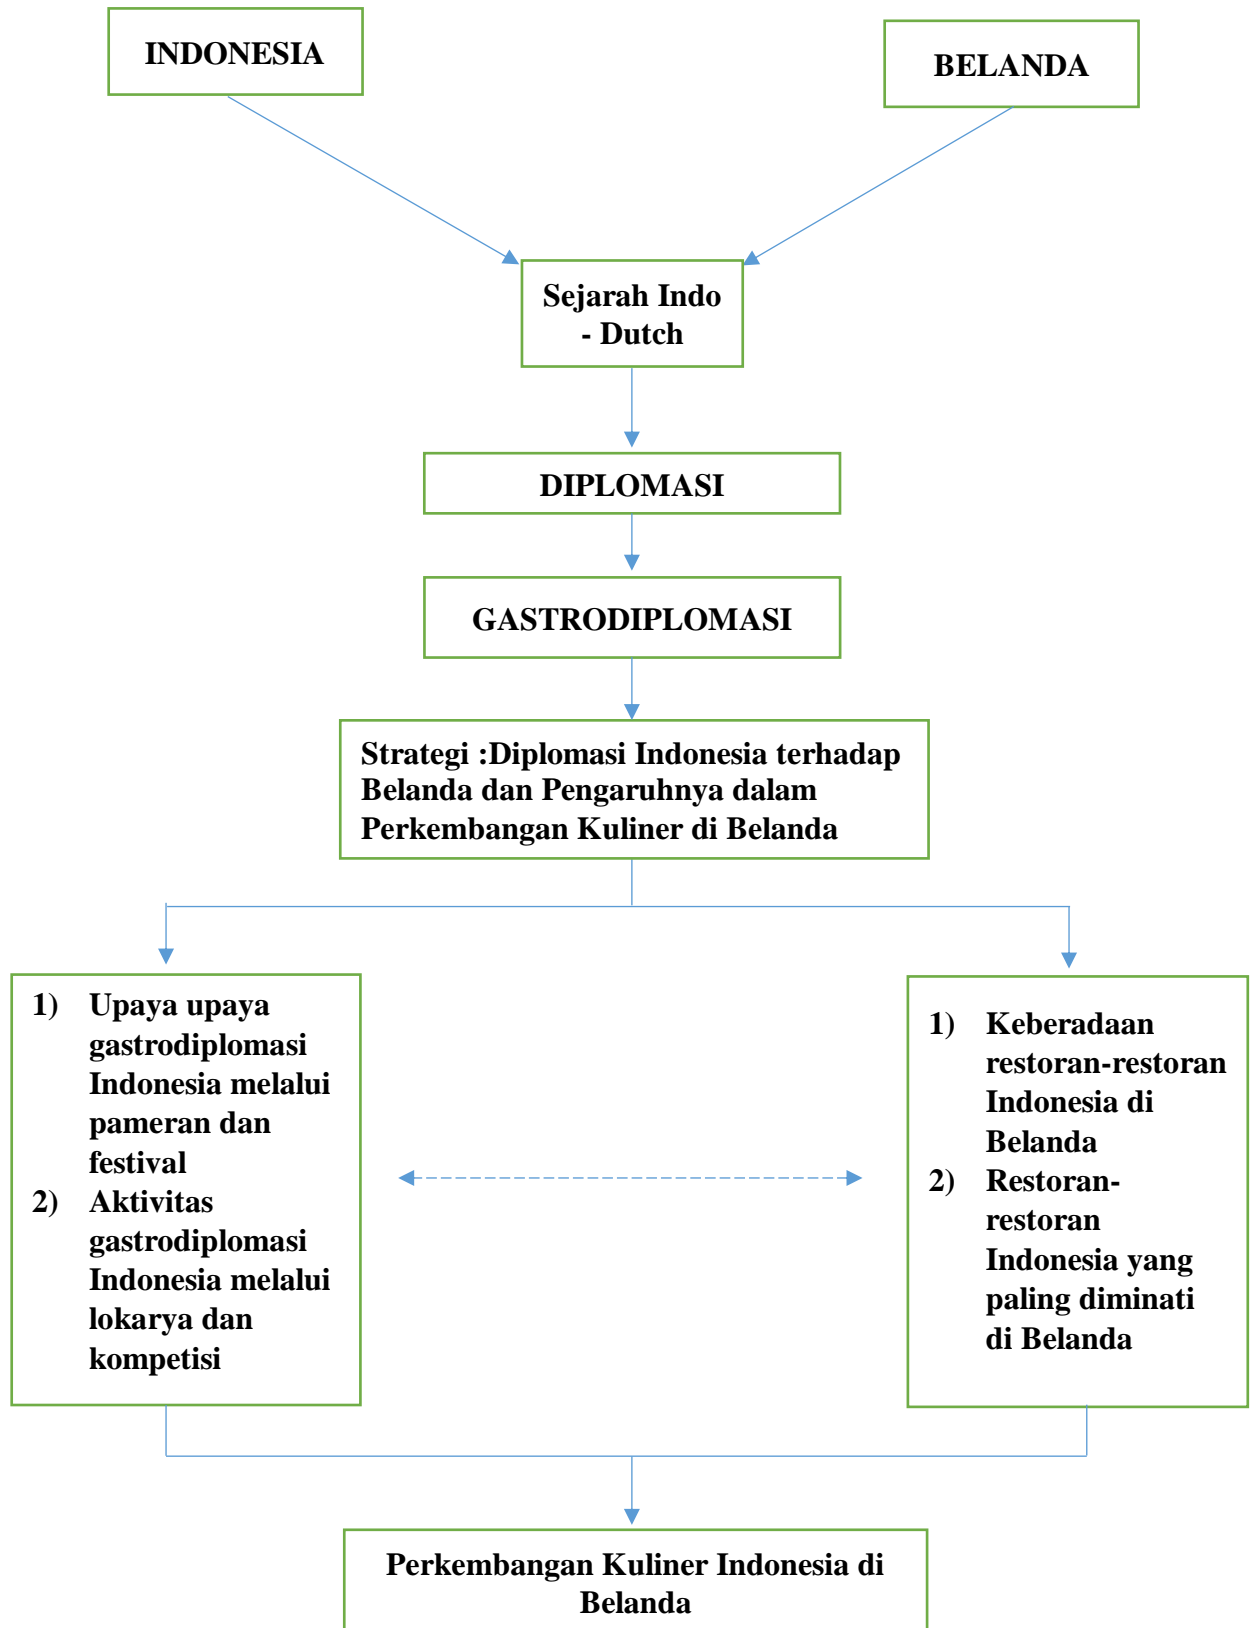 INDONESIA
BELANDA
Sejarah Indo
- Dutch
DIPLOMASI
GASTRODIPLOMASI
Strategi :Diplomasi Indonesia terhadap
Belanda dan Pengaruhnya dalam
Perkembangan Kuliner di Belanda
1) Upaya upaya
gastrodiplomasi
Indonesia melalui
pameran dan
festival
2) Aktivitas
gastrodiplomasi
Indonesia melalui
lokarya dan
kompetisi
1) Keberadaan
restoran-restoran
Indonesia di
Belanda
2) Restoran-
restoran
Indonesia yang
paling diminati
di Belanda
Perkembangan Kuliner Indonesia di
Belanda